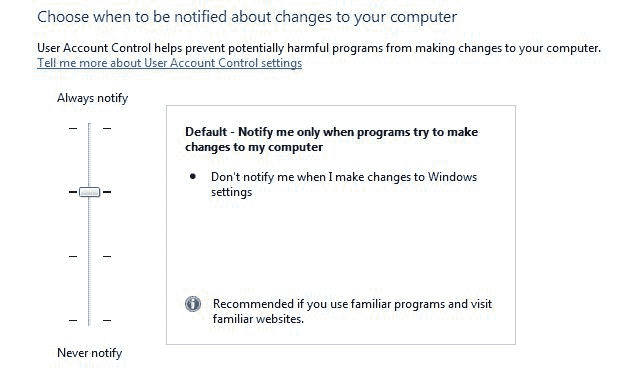 Choose when to be notified about changes to your computer
User Account Control helps prevent potentially harmful programs from making changes to your computer.
Tell me more about User Account Control settings
Always notify
Default - Notify me only when programs try to make
changes to my computer
• Don't notify me when I make changes to Windows
settings
Recommended if you use familiar programs and visit
familiar websites.
Never notify